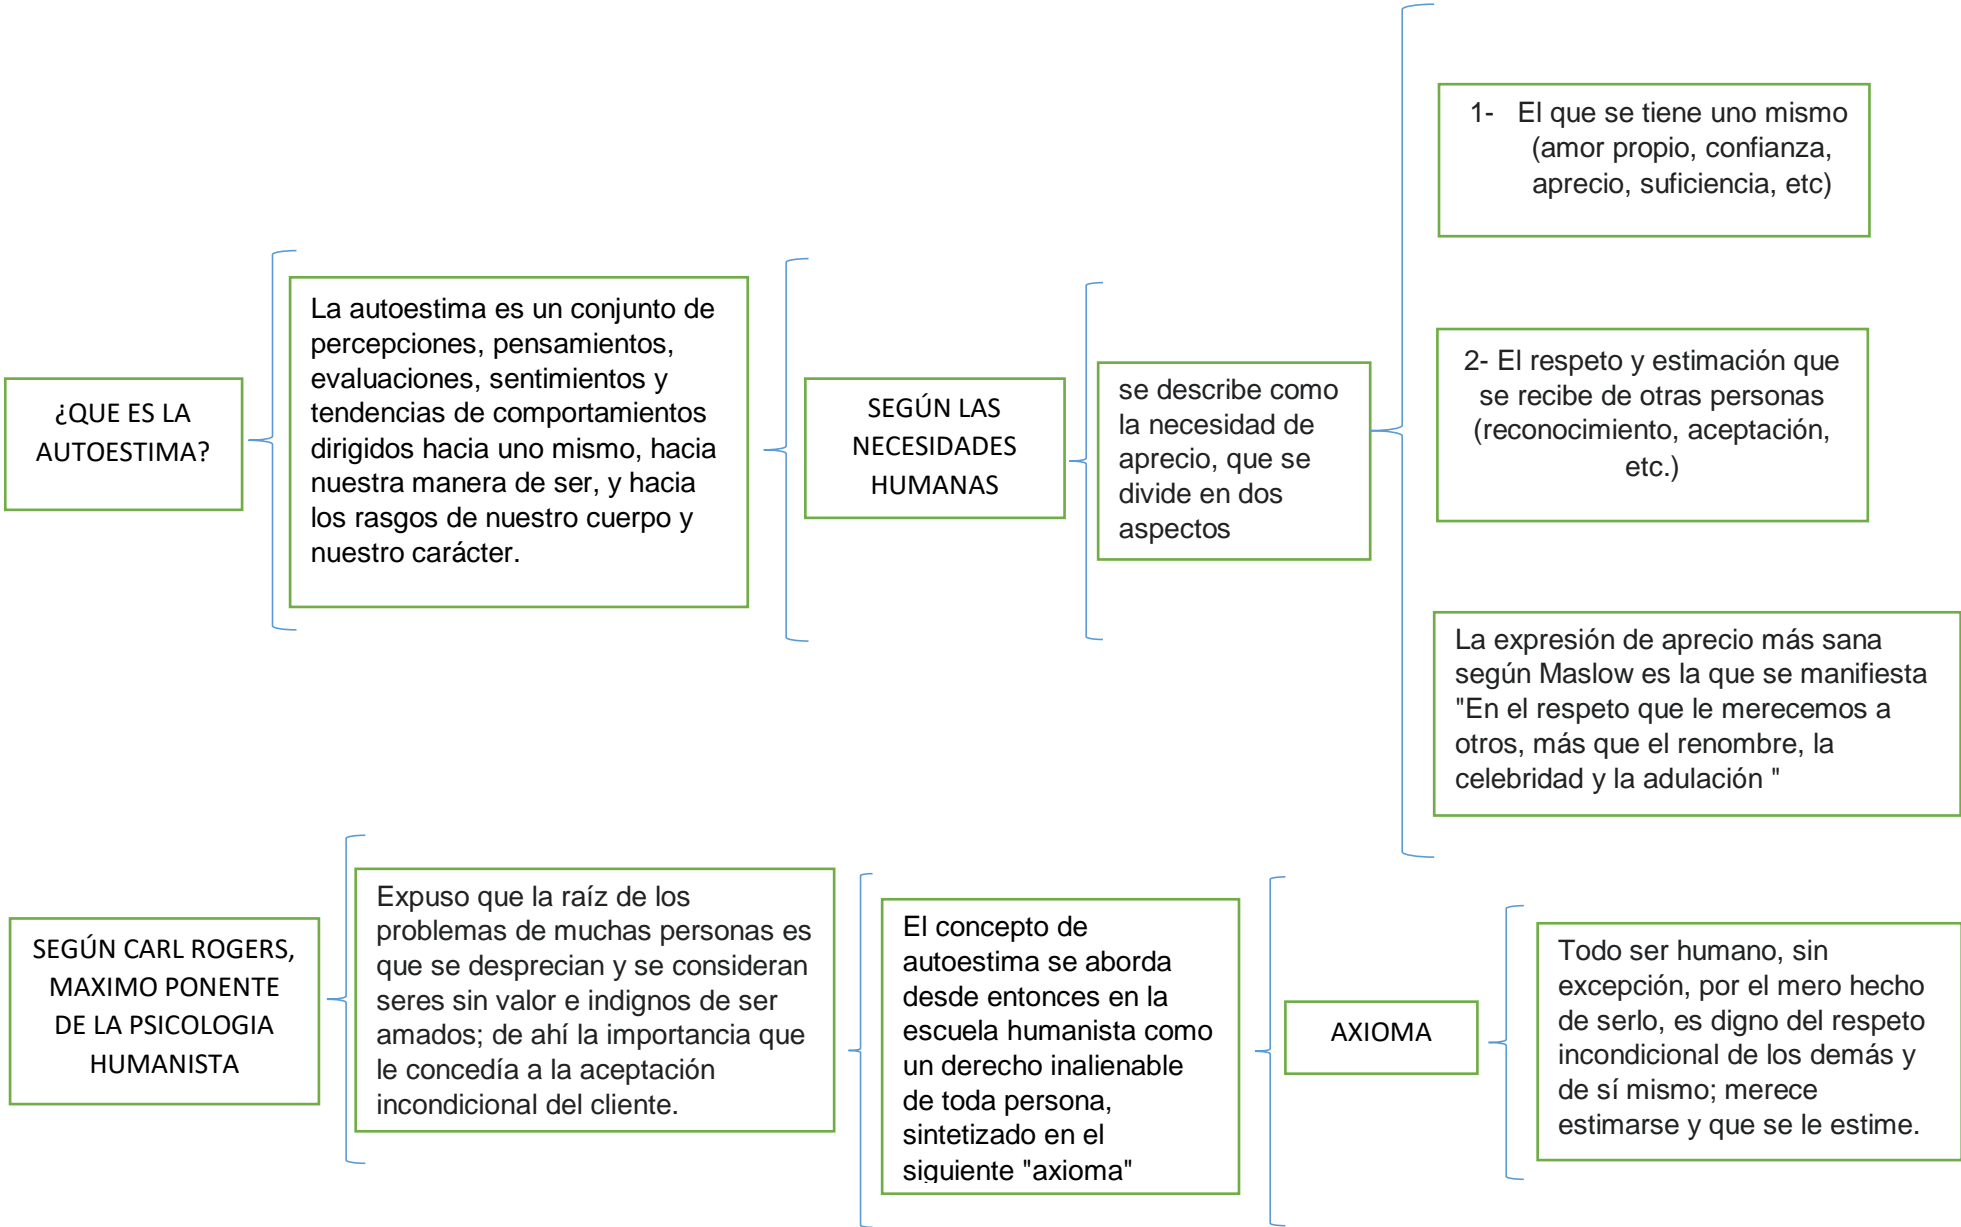 ¿QUE ES LA
AUTOESTIMA?
La autoestima es un conjunto de
percepciones, pensamientos,
evaluaciones, sentimientos y
tendencias de comportamientos
dirigidos hacia uno mismo, hacia
nuestra manera de ser, y hacia
los rasgos de nuestro cuerpo y
nuestro carácter.
SEGÚN LAS
NECESIDADES
HUMANAS
se describe como
la necesidad de
aprecio, que se
divide en dos
aspectos
1- El que se tiene uno mismo
(amor propio, confianza,
aprecio, suficiencia, etc)
2- El respeto y estimación que
se recibe de otras personas
(reconocimiento, aceptación,
etc.)
La expresión de aprecio más sana
según Maslow es la que se manifiesta
"En el respeto que le merecemos a
otros, más que el renombre, la
celebridad y la adulación "
SEGÚN CARL ROGERS,
MAXIMO PONENTE
DE LA PSICOLOGIA
HUMANISTA
Expuso que la raíz de los
problemas de muchas personas es
que se desprecian y se consideran
seres sin valor e indignos de ser
amados; de ahí la importancia que
le concedía a la aceptación
incondicional del cliente.
El concepto de
autoestima se aborda
desde entonces en la
escuela humanista como
un derecho inalienable
de toda persona,
sintetizado en el
siguiente "axioma"
AXIOMA
Todo ser humano, sin
excepción, por el mero hecho
de serlo, es digno del respeto
incondicional de los demás y
de sí mismo; merece
estimarse y que se le estime.